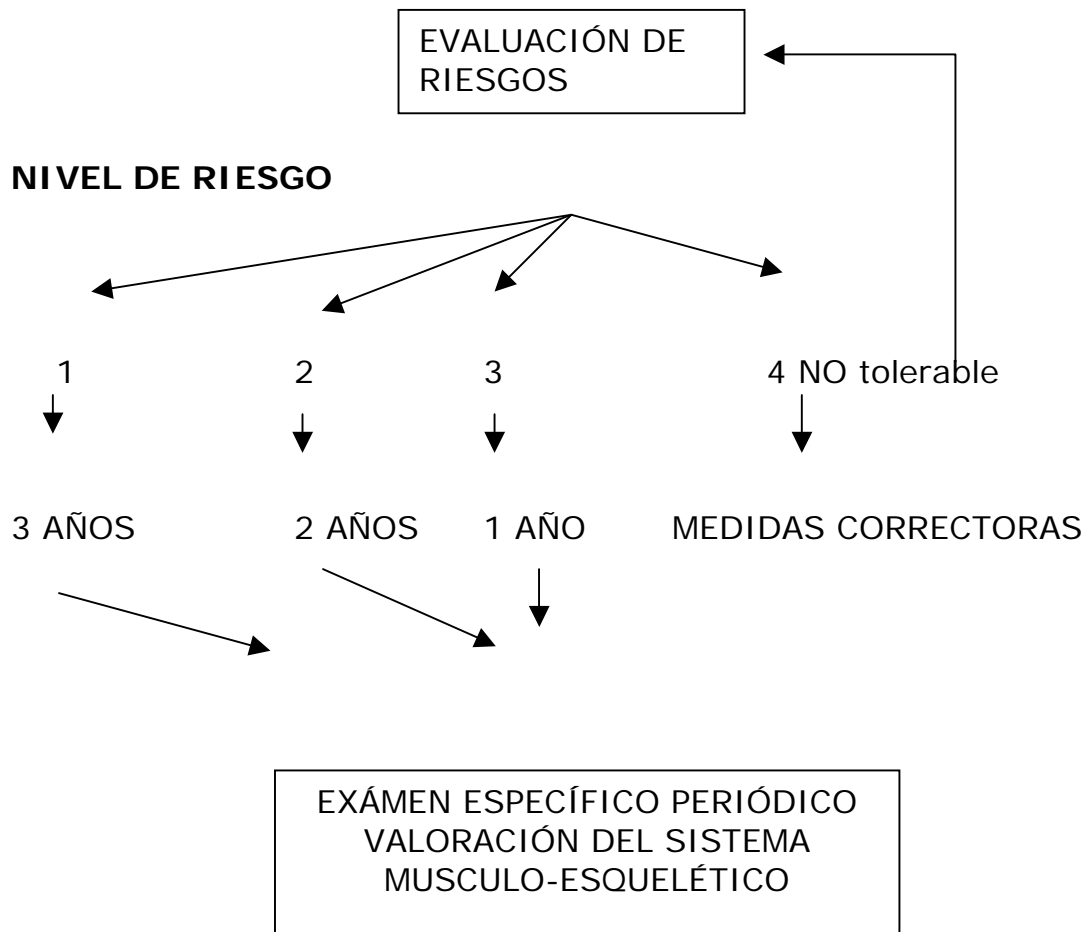 EVALUACIÓN DE
RIESGOS
NIVEL DE RIESGO
1 2 3 4 NO tolerable
3 AÑOS 2 AÑOS 1 AÑO MEDIDAS CORRECTORAS
EXÁMEN ESPECÍFICO PERIÓDICO
VALORACIÓN DEL SISTEMA
MUSCULO-ESQUELÉTICO